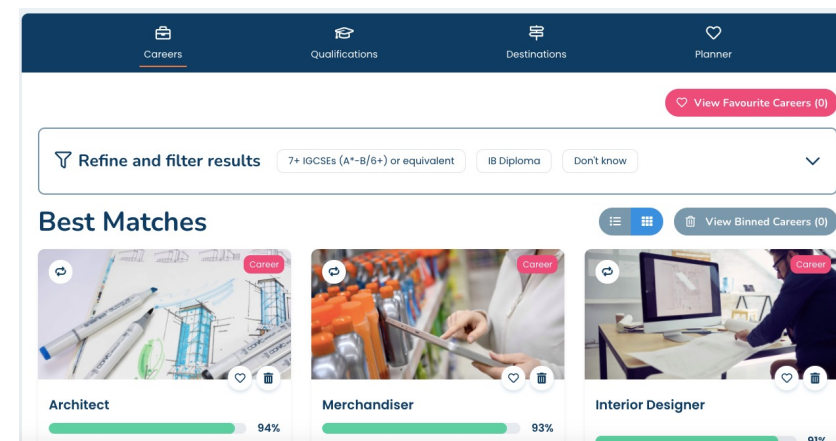 Careers
Qualifications
Destinations
Planner
View Favourite Careers (0)
Refine and filter results
7+ IGCSEs (A*-B/6+) or equivalent
IB Diploma
Don't know
Best Matches
View Binned Careers (0)
Career
Career
Career
Architect
94%
Merchandiser
93%
Interior Designer
91%